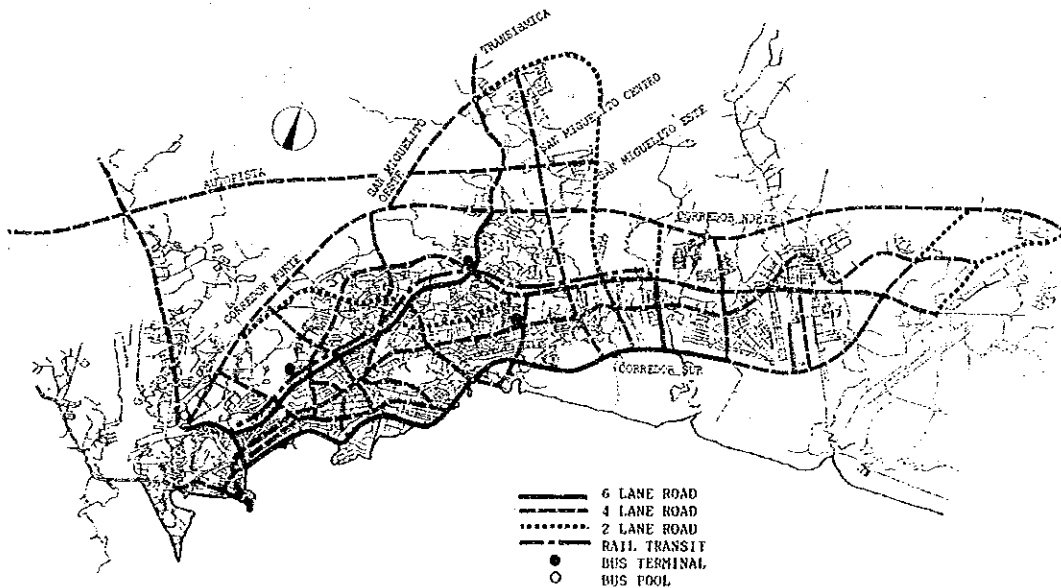 TRANSISMICA
SAN MIGUELITO CENTRO
SAN MIGUELITO ESTE
SAN MIGUELITO
OESTE
AUTOPISTA
CORREDOR NORTE
CORREDOR NORTE
CORREDOR SUR
6 LANE ROAD
4 LANE ROAD
2 LANE ROAD
RAIL TRANSIT
BUS TERMINAL
BUS POOL